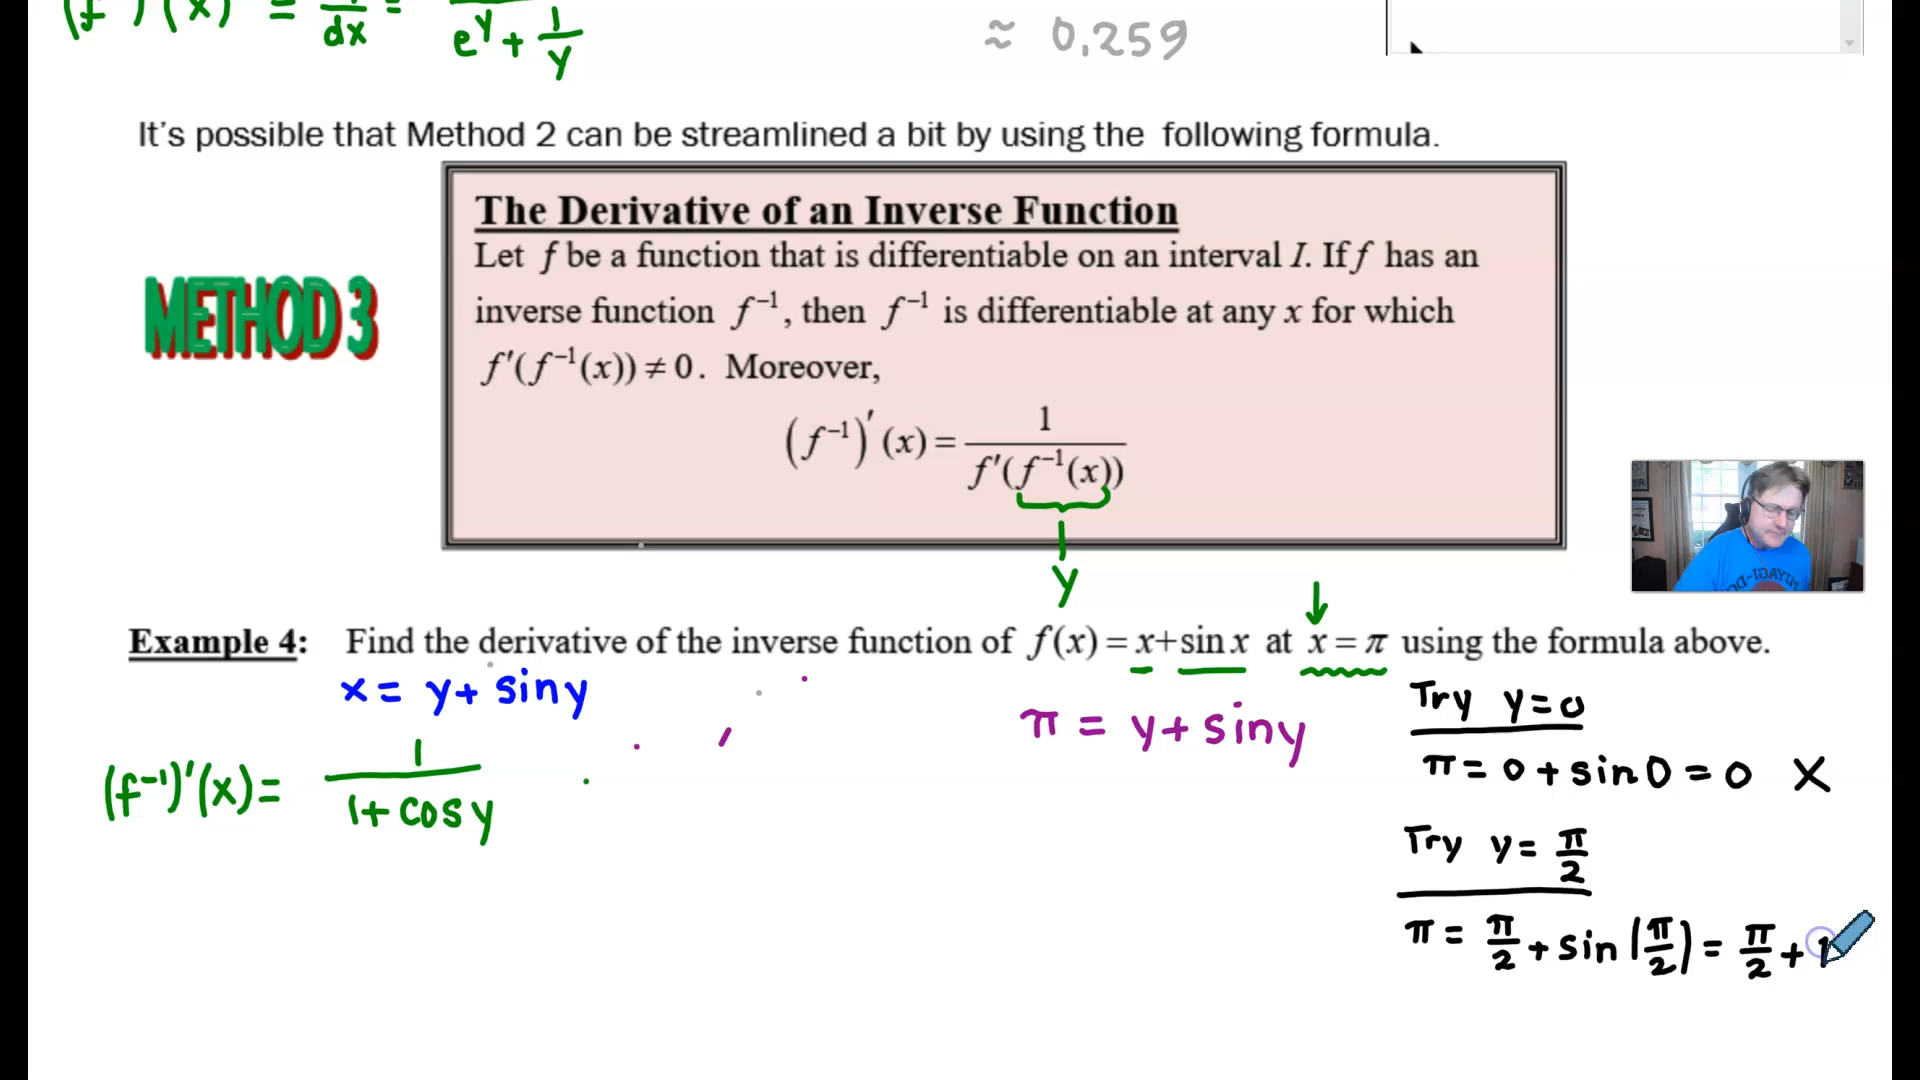 (f⁻¹)'(x) = dy/dx = 1/(e^y + 1/y)
≈ 0.259
It's possible that Method 2 can be streamlined a bit by using the following formula.
METHOD 3
The Derivative of an Inverse Function
Let f be a function that is differentiable on an interval I. If f has an
inverse function f⁻¹, then f⁻¹ is differentiable at any x for which
f'(f⁻¹(x)) ≠ 0. Moreover,
(f⁻¹)'(x) = 1/f'(f⁻¹(x))
y
Example 4: Find the derivative of the inverse function of f(x) = x+sin x at x = π using the formula above.
x = y + sin y
(f⁻¹)'(x) = 1/(1 + cos y)
π = y + sin y
Try y = 0
π = 0 + sin 0 = 0 X
Try y = π/2
π = π/2 + sin(π/2) = π/2 + 1